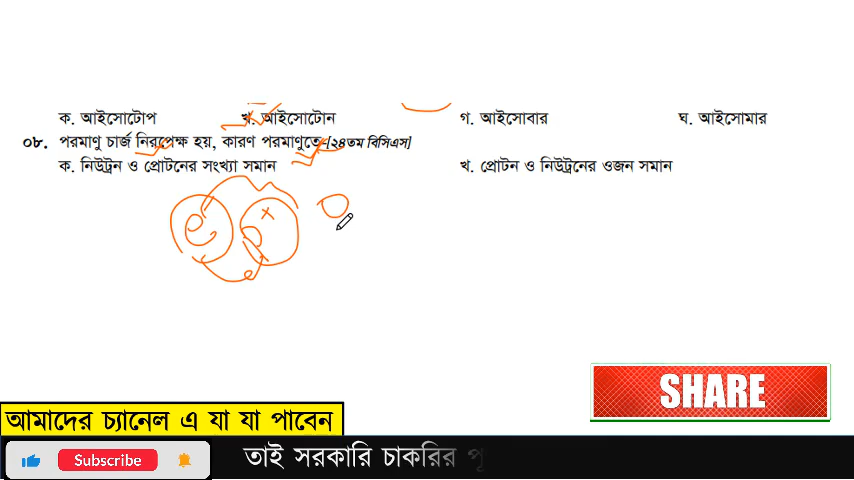 ক. আইসোটোপ খ. আইসোটোন গ. আইসোবার ঘ. আইসোমার
০৮. পরমাণু চার্জ নিরপেক্ষ হয়, কারণ পরমাণুতে-[২৪তম বিসিএস]
ক. নিউট্রন ও প্রোটনের সংখ্যা সমান খ. প্রোটন ও নিউট্রনের ওজন সমান
e p +
SHARE
আমাদের চ্যানেল এ যা যা পাবেন
Subscribe তাই সরকারি চাকরির পূ